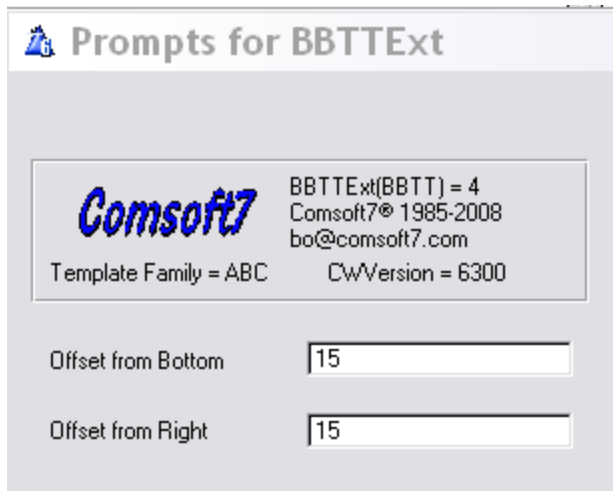 Prompts for BBTTExt
Comsoft7
BBTTExt(BBTT) = 4
Comsoft7® 1985-2008
bo@comsoft7.com
Template Family = ABC CWVersion = 6300
Offset from Bottom 15
Offset from Right 15